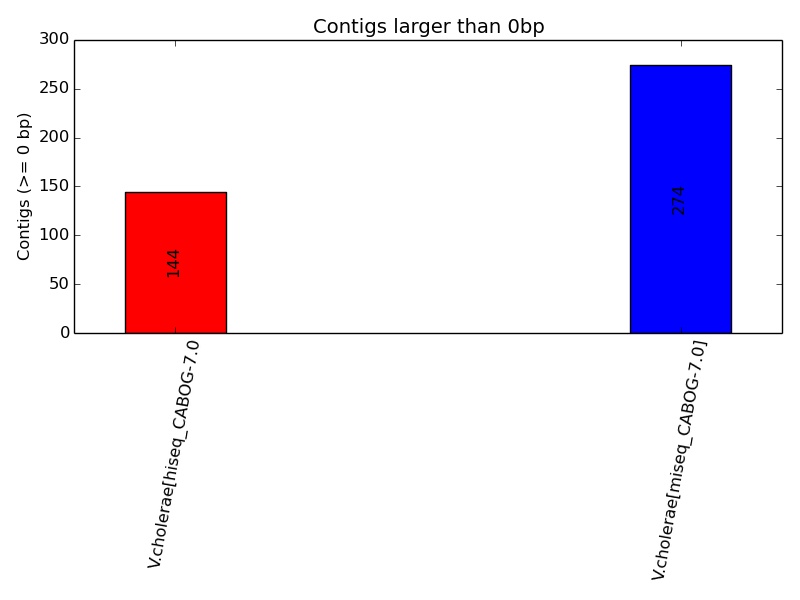 Contigs larger than 0bp
Contigs (>= 0 bp)
300
250
200
150
100
50
0
144
274
V.cholerae[hiseq_CABOG-7.0
V.cholerae[miseq_CABOG-7.0]